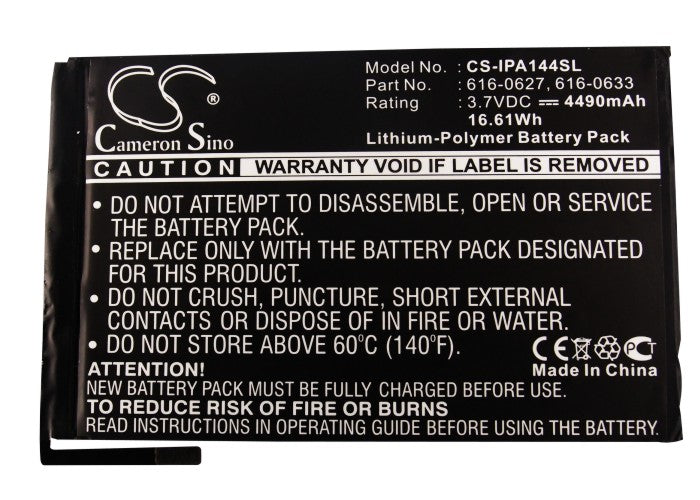 CS
®
Cameron Sino
Model No. : CS-IPA144SL
Part No. : 616-0627, 616-0633
Rating : 3.7VDC 4490mAh
16.61Wh
Lithium-Polymer Battery Pack
CAUTION WARRANTY VOID IF LABEL IS REMOVED
• DO NOT ATTEMPT TO DISASSEMBLE, OPEN OR SERVICE
THE BATTERY PACK.
• REPLACE ONLY WITH THE BATTERY PACK DESIGNATED
FOR THIS PRODUCT.
• DO NOT CRUSH, PUNCTURE, SHORT EXTERNAL
CONTACTS OR DISPOSE OF IN FIRE OR WATER.
• DO NOT STORE ABOVE 60°C (140°F).
CE PCT
Made In China
ATTENTION:
NEW BATTERY PACK MUST BE FULLY CHARGED BEFORE USE
TO REDUCE RISK OF FIRE OR BURNS
READ INSTRUCTIONS IN OPERATING MANUAL BEFORE USING THE BATTERY.